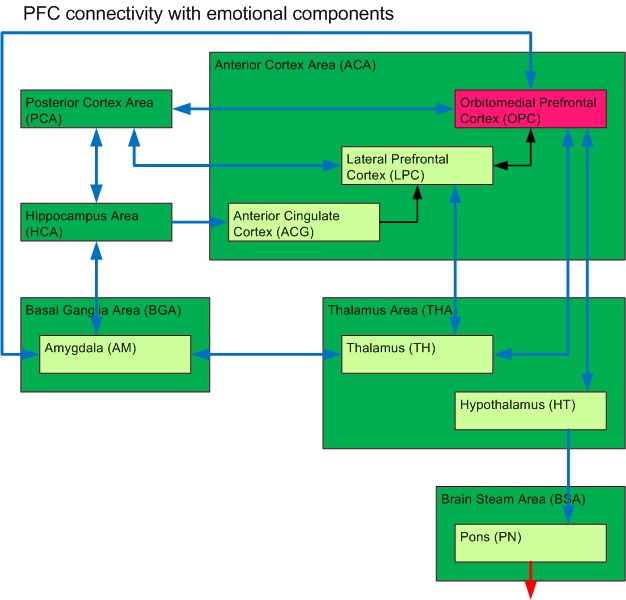 PFC connectivity with emotional components
Anterior Cortex Area (ACA)
Posterior Cortex Area
(PCA)
Orbitomedial Prefrontal
Cortex (OPC)
Lateral Prefrontal
Cortex (LPC)
Hippocampus Area
(HCA)
Anterior Cingulate
Cortex (ACG)
Basal Ganglia Area (BGA)
Thalamus Area (THA
Amygdala (AM)
Thalamus (TH)
Hypothalamus (HT)
Brain Steam Area (BSA)
Pons (PN)